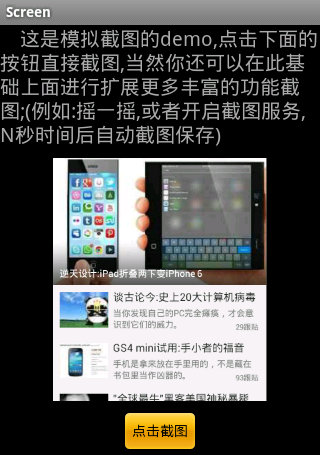 Screen
这是模拟截图的demo,点击下面的
按钮直接截图,当然你还可以在此基
础上面进行扩展更多丰富的功能截
图;(例如:摇一摇,或者开启截图服务,
N秒时间后自动截图保存)
逆天设计:iPad折叠两下变iPhone 6
谈古论今:史上20大计算机病毒
当你发现自己的PC完全瘫痪，才会意
识到它们的威力。
29跟贴
GS4 mini试用:手小者的福音
手机是拿来放在手里用的，不是藏在
书包里当作凶器的。
93跟贴
"全球最牛"黑客美国神秘暴毙
点击截图